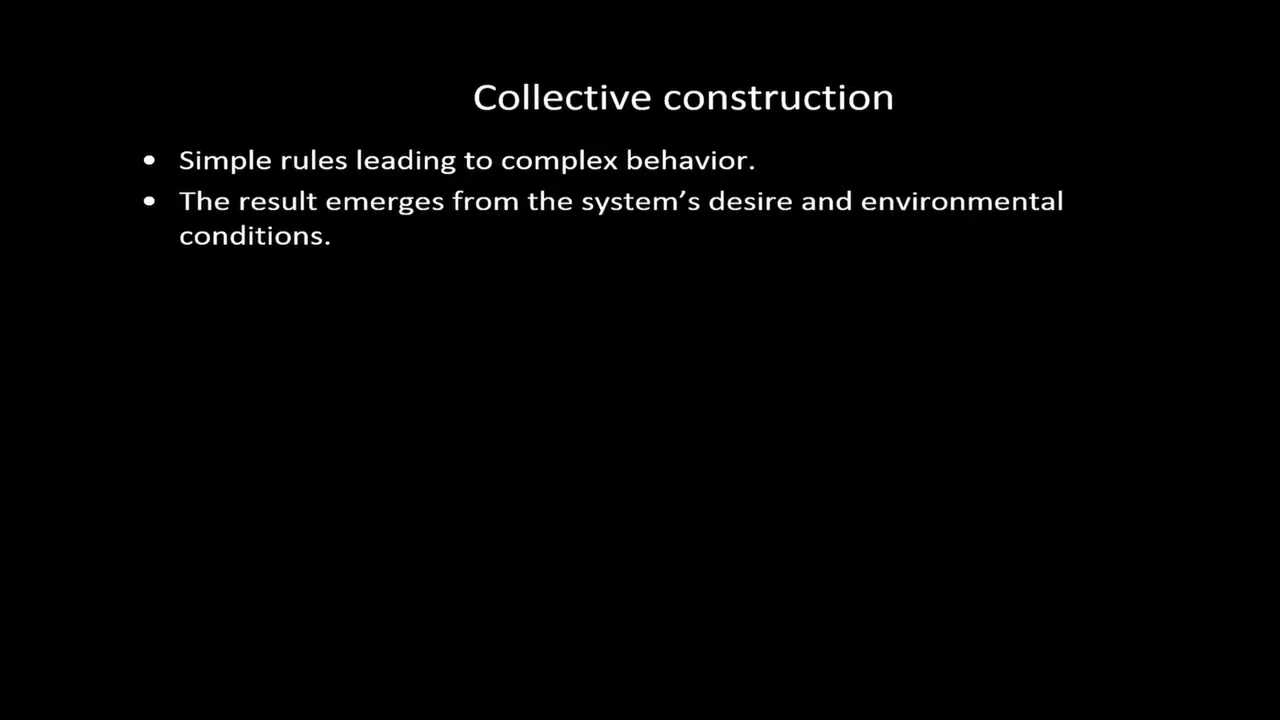 Collective construction
• Simple rules leading to complex behavior.
• The result emerges from the system’s desire and environmental
conditions.